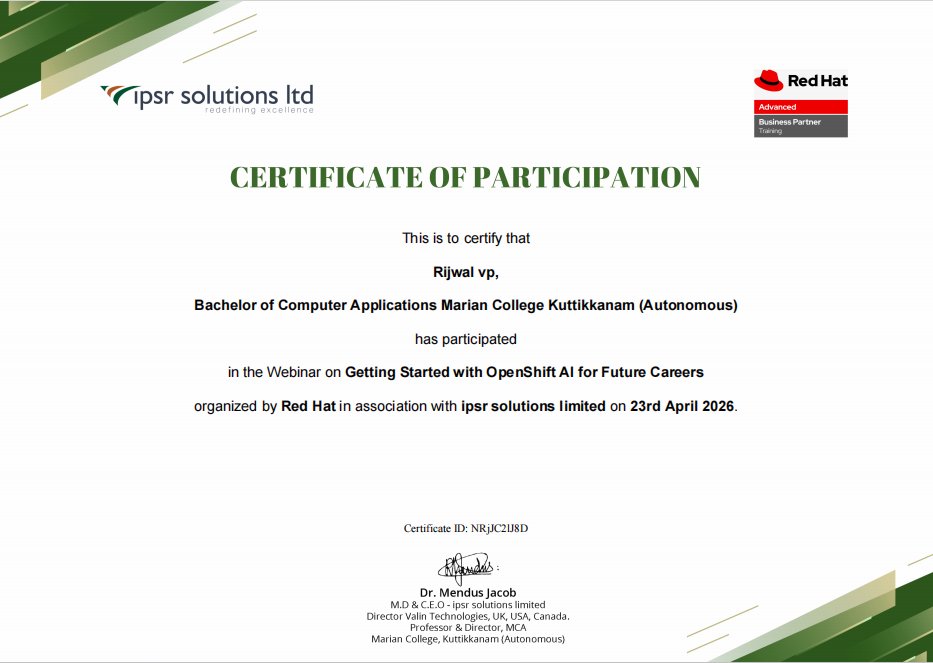 ipsr solutions ltd
redefining excellence
Red Hat
Advanced
Business Partner
Training
CERTIFICATE OF PARTICIPATION
This is to certify that
Rijwal vp,
Bachelor of Computer Applications Marian College Kuttikkanam (Autonomous)
has participated
in the Webinar on Getting Started with OpenShift AI for Future Careers
organized by Red Hat in association with ipsr solutions limited on 23rd April 2026.
Certificate ID: NRjJC2lJ8D
Dr. Mendus Jacob
M.D & C.E.O - ipsr solutions limited
Director Valin Technologies, UK, USA, Canada.
Professor & Director, MCA
Marian College, Kuttikkanam (Autonomous)